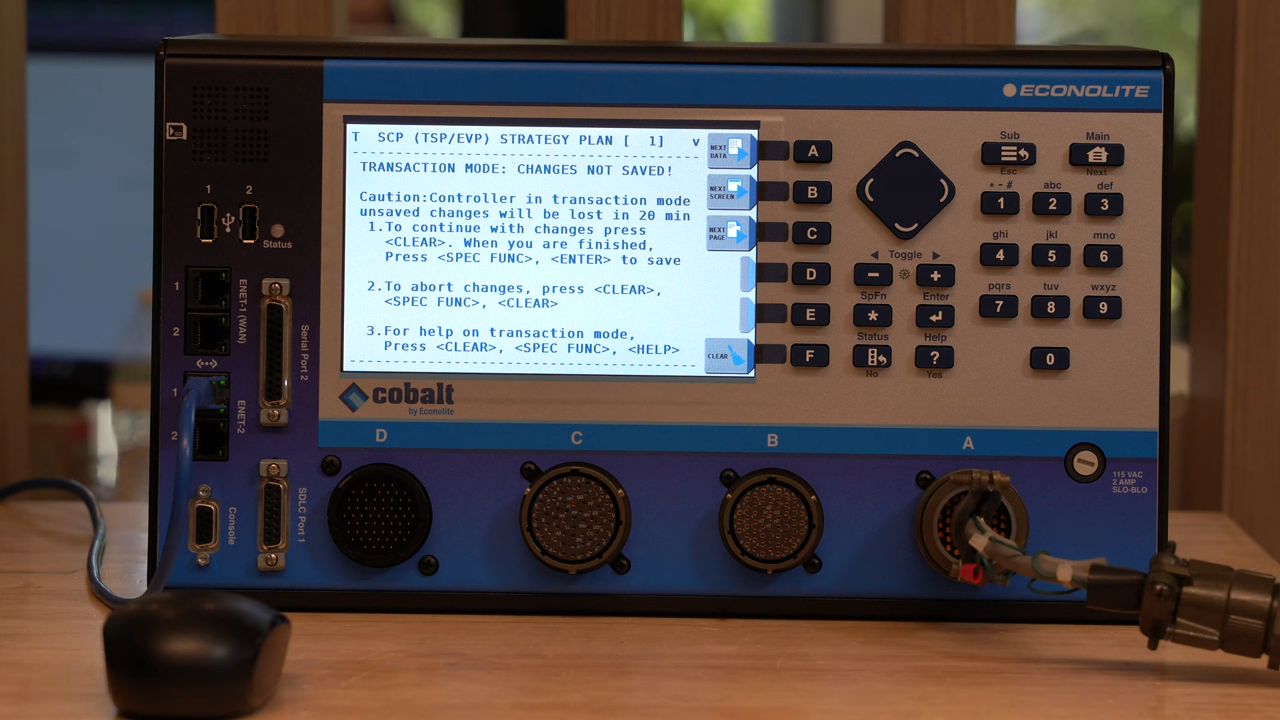 ECONOLITE
T SCP (TSP/EVP) STRATEGY PLAN [ 1] v
TRANSACTION MODE: CHANGES NOT SAVED!
Caution:Controller in transaction mode
unsaved changes will be lost in 20 min
1.To continue with changes press
<CLEAR>. When you are finished,
Press <SPEC FUNC>, <ENTER> to save
2.To abort changes, press <CLEAR>,
<SPEC FUNC>, <CLEAR>
3.For help on transaction mode,
Press <CLEAR>, <SPEC FUNC>, <HELP>
NEXT DATA
NEXT SCREEN
NEXT PAGE
CLEAR
A
B
C
D
E
F
Sub
Esc
Main
Next
* - #
1
abc
2
def
3
ghi
4
jkl
5
mno
6
pqrs
7
tuv
8
wxyz
9
0
Toggle
−
+
SpFn
*
Enter
Status
No
Help
?
Yes
1 2
Status
1
2
ENET-1 (WAN)
1
2
ENET-2
Serial Port 2
Console
SDLC Port 1
cobalt
by Econolite
D C B A
115 VAC
2 AMP
SLO-BLO